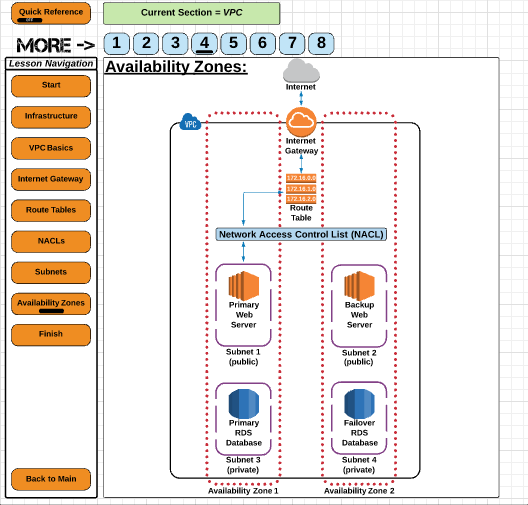 Quick Reference
OFF
Current Section = VPC
MORE ->
1 2 3 4 5 6 7 8
Lesson Navigation
Start
Infrastructure
VPC Basics
Internet Gateway
Route Tables
NACLs
Subnets
Availability Zones
Finish
Back to Main
Availability Zones:
Internet
VPC
Internet
Gateway
172.16.0.0
172.16.1.0
172.16.2.0
Route
Table
Network Access Control List (NACL)
Primary
Web
Server
Subnet 1
(public)
Backup
Web
Server
Subnet 2
(public)
Primary
RDS
Database
Subnet 3
(private)
Failover
RDS
Database
Subnet 4
(private)
Availability Zone 1
Availability Zone 2